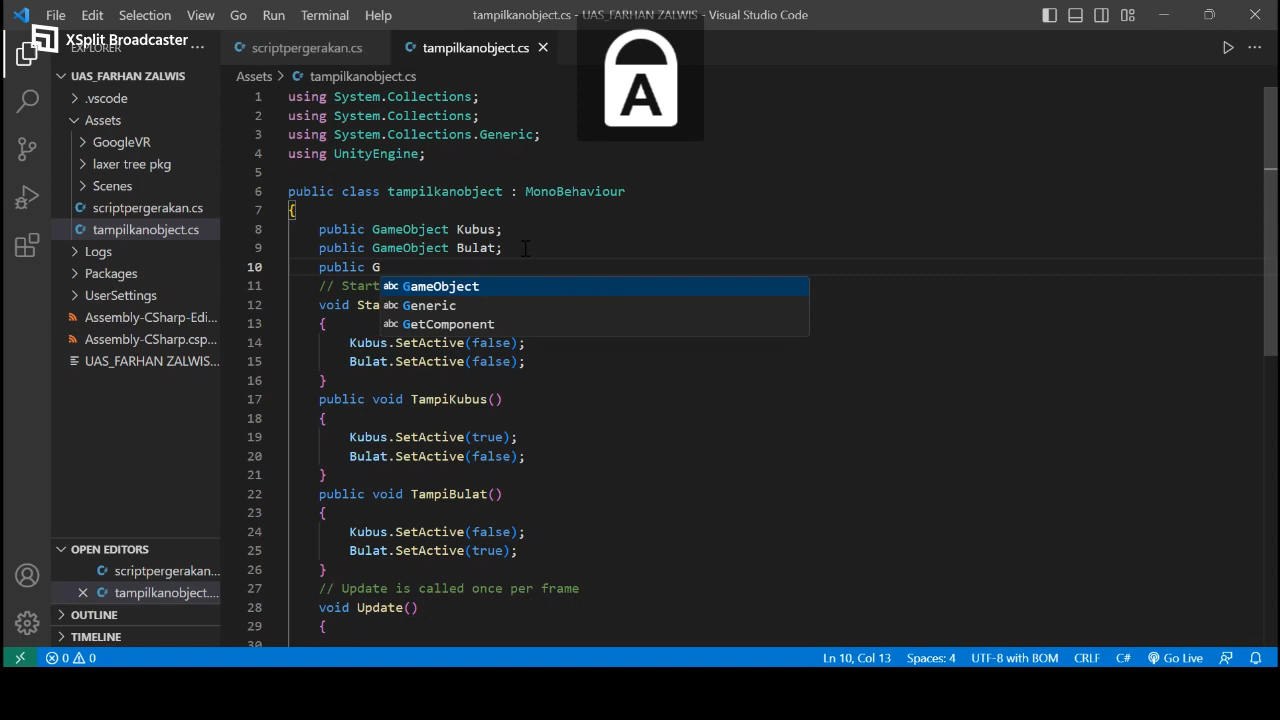 File Edit Selection View Go Run Terminal Help
tampilkanobject.cs - UAS_FARHAN ZALWIS - Visual Studio Code
XSplit Broadcaster
EXPLORER
scriptpergerakan.cs
tampilkanobject.cs
A
UAS_FARHAN ZALWIS
.vscode
Assets
GoogleVR
laxer tree pkg
Scenes
scriptpergerakan.cs
tampilkanobject.cs
Logs
Packages
UserSettings
Assembly-CSharp-Edi...
Assembly-CSharp.csp...
UAS_FARHAN ZALWIS...
OPEN EDITORS
scriptpergerakan...
tampilkanobject....
OUTLINE
TIMELINE
Assets > tampilkanobject.cs
1 using System.Collections;
2 using System.Collections;
3 using System.Collections.Generic;
4 using UnityEngine;
5
6 public class tampilkanobject : MonoBehaviour
7 {
8 public GameObject Kubus;
9 public GameObject Bulat;
10 public G
abc GameObject
abc Generic
abc GetComponent
11 // Start
12 void Sta
13 {
14 Kubus.SetActive(false);
15 Bulat.SetActive(false);
16 }
17 public void TampiKubus()
18 {
19 Kubus.SetActive(true);
20 Bulat.SetActive(false);
21 }
22 public void TampiBulat()
23 {
24 Kubus.SetActive(false);
25 Bulat.SetActive(true);
26 }
27 // Update is called once per frame
28 void Update()
29 {
30
0 0 Ln 10, Col 13 Spaces: 4 UTF-8 with BOM CRLF C# Go Live